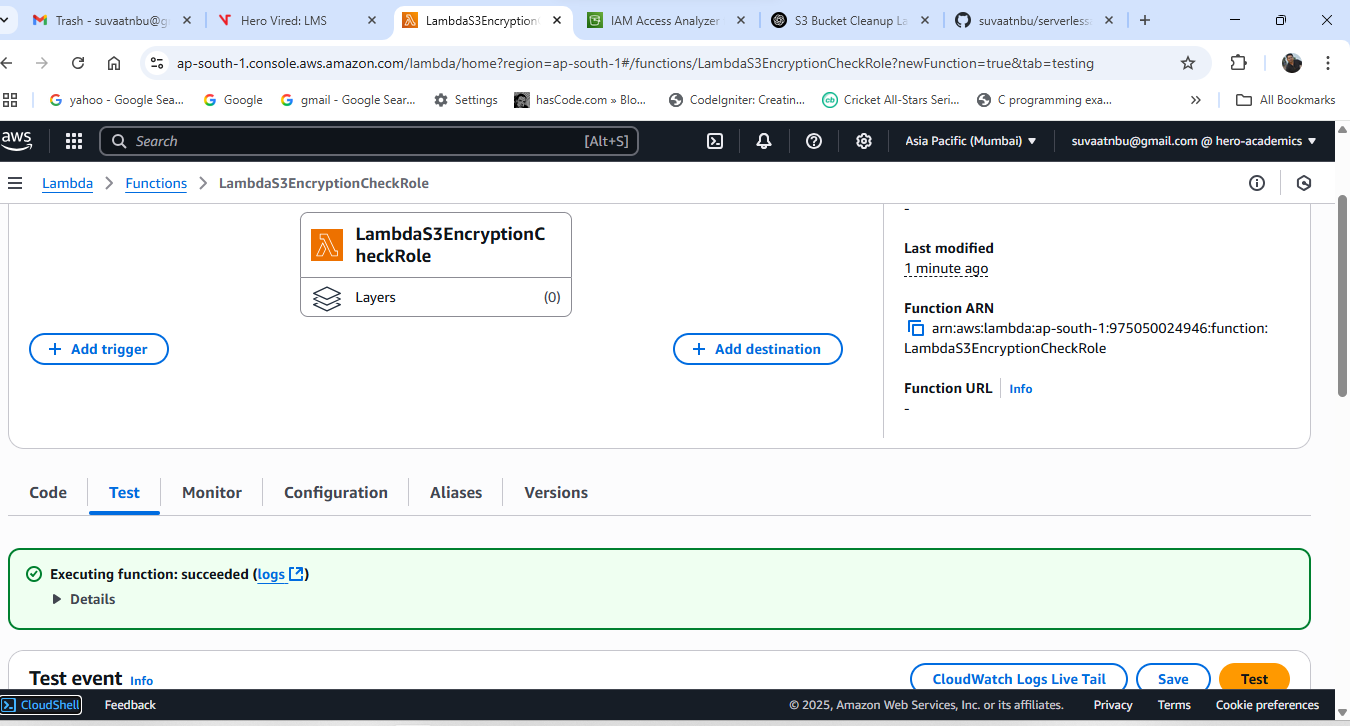 Trash - suvaatnbu@g
Hero Vired: LMS
LambdaS3Encryption
IAM Access Analyzer
S3 Bucket Cleanup La
suvaatnbu/serverless
ap-south-1.console.aws.amazon.com/lambda/home?region=ap-south-1#/functions/LambdaS3EncryptionCheckRole?newFunction=true&tab=testing
yahoo - Google Sea...
Google
gmail - Google Sear...
Settings
hasCode.com » Blo...
CodeIgniter: Creatin...
Cricket All-Stars Seri...
C programming exa...
»
All Bookmarks
aws
Search
[Alt+S]
Asia Pacific (Mumbai)
suvaatnbu@gmail.com @ hero-academics
Lambda > Functions > LambdaS3EncryptionCheckRole
LambdaS3EncryptionC
heckRole
Layers
(0)
+ Add trigger
+ Add destination
-
Last modified
1 minute ago
Function ARN
arn:aws:lambda:ap-south-1:975050024946:function:
LambdaS3EncryptionCheckRole
Function URL
Info
-
Code
Test
Monitor
Configuration
Aliases
Versions
Executing function: succeeded (logs)
Details
Test event Info
CloudWatch Logs Live Tail
Save
Test
CloudShell
Feedback
© 2025, Amazon Web Services, Inc. or its affiliates.
Privacy
Terms
Cookie preferences